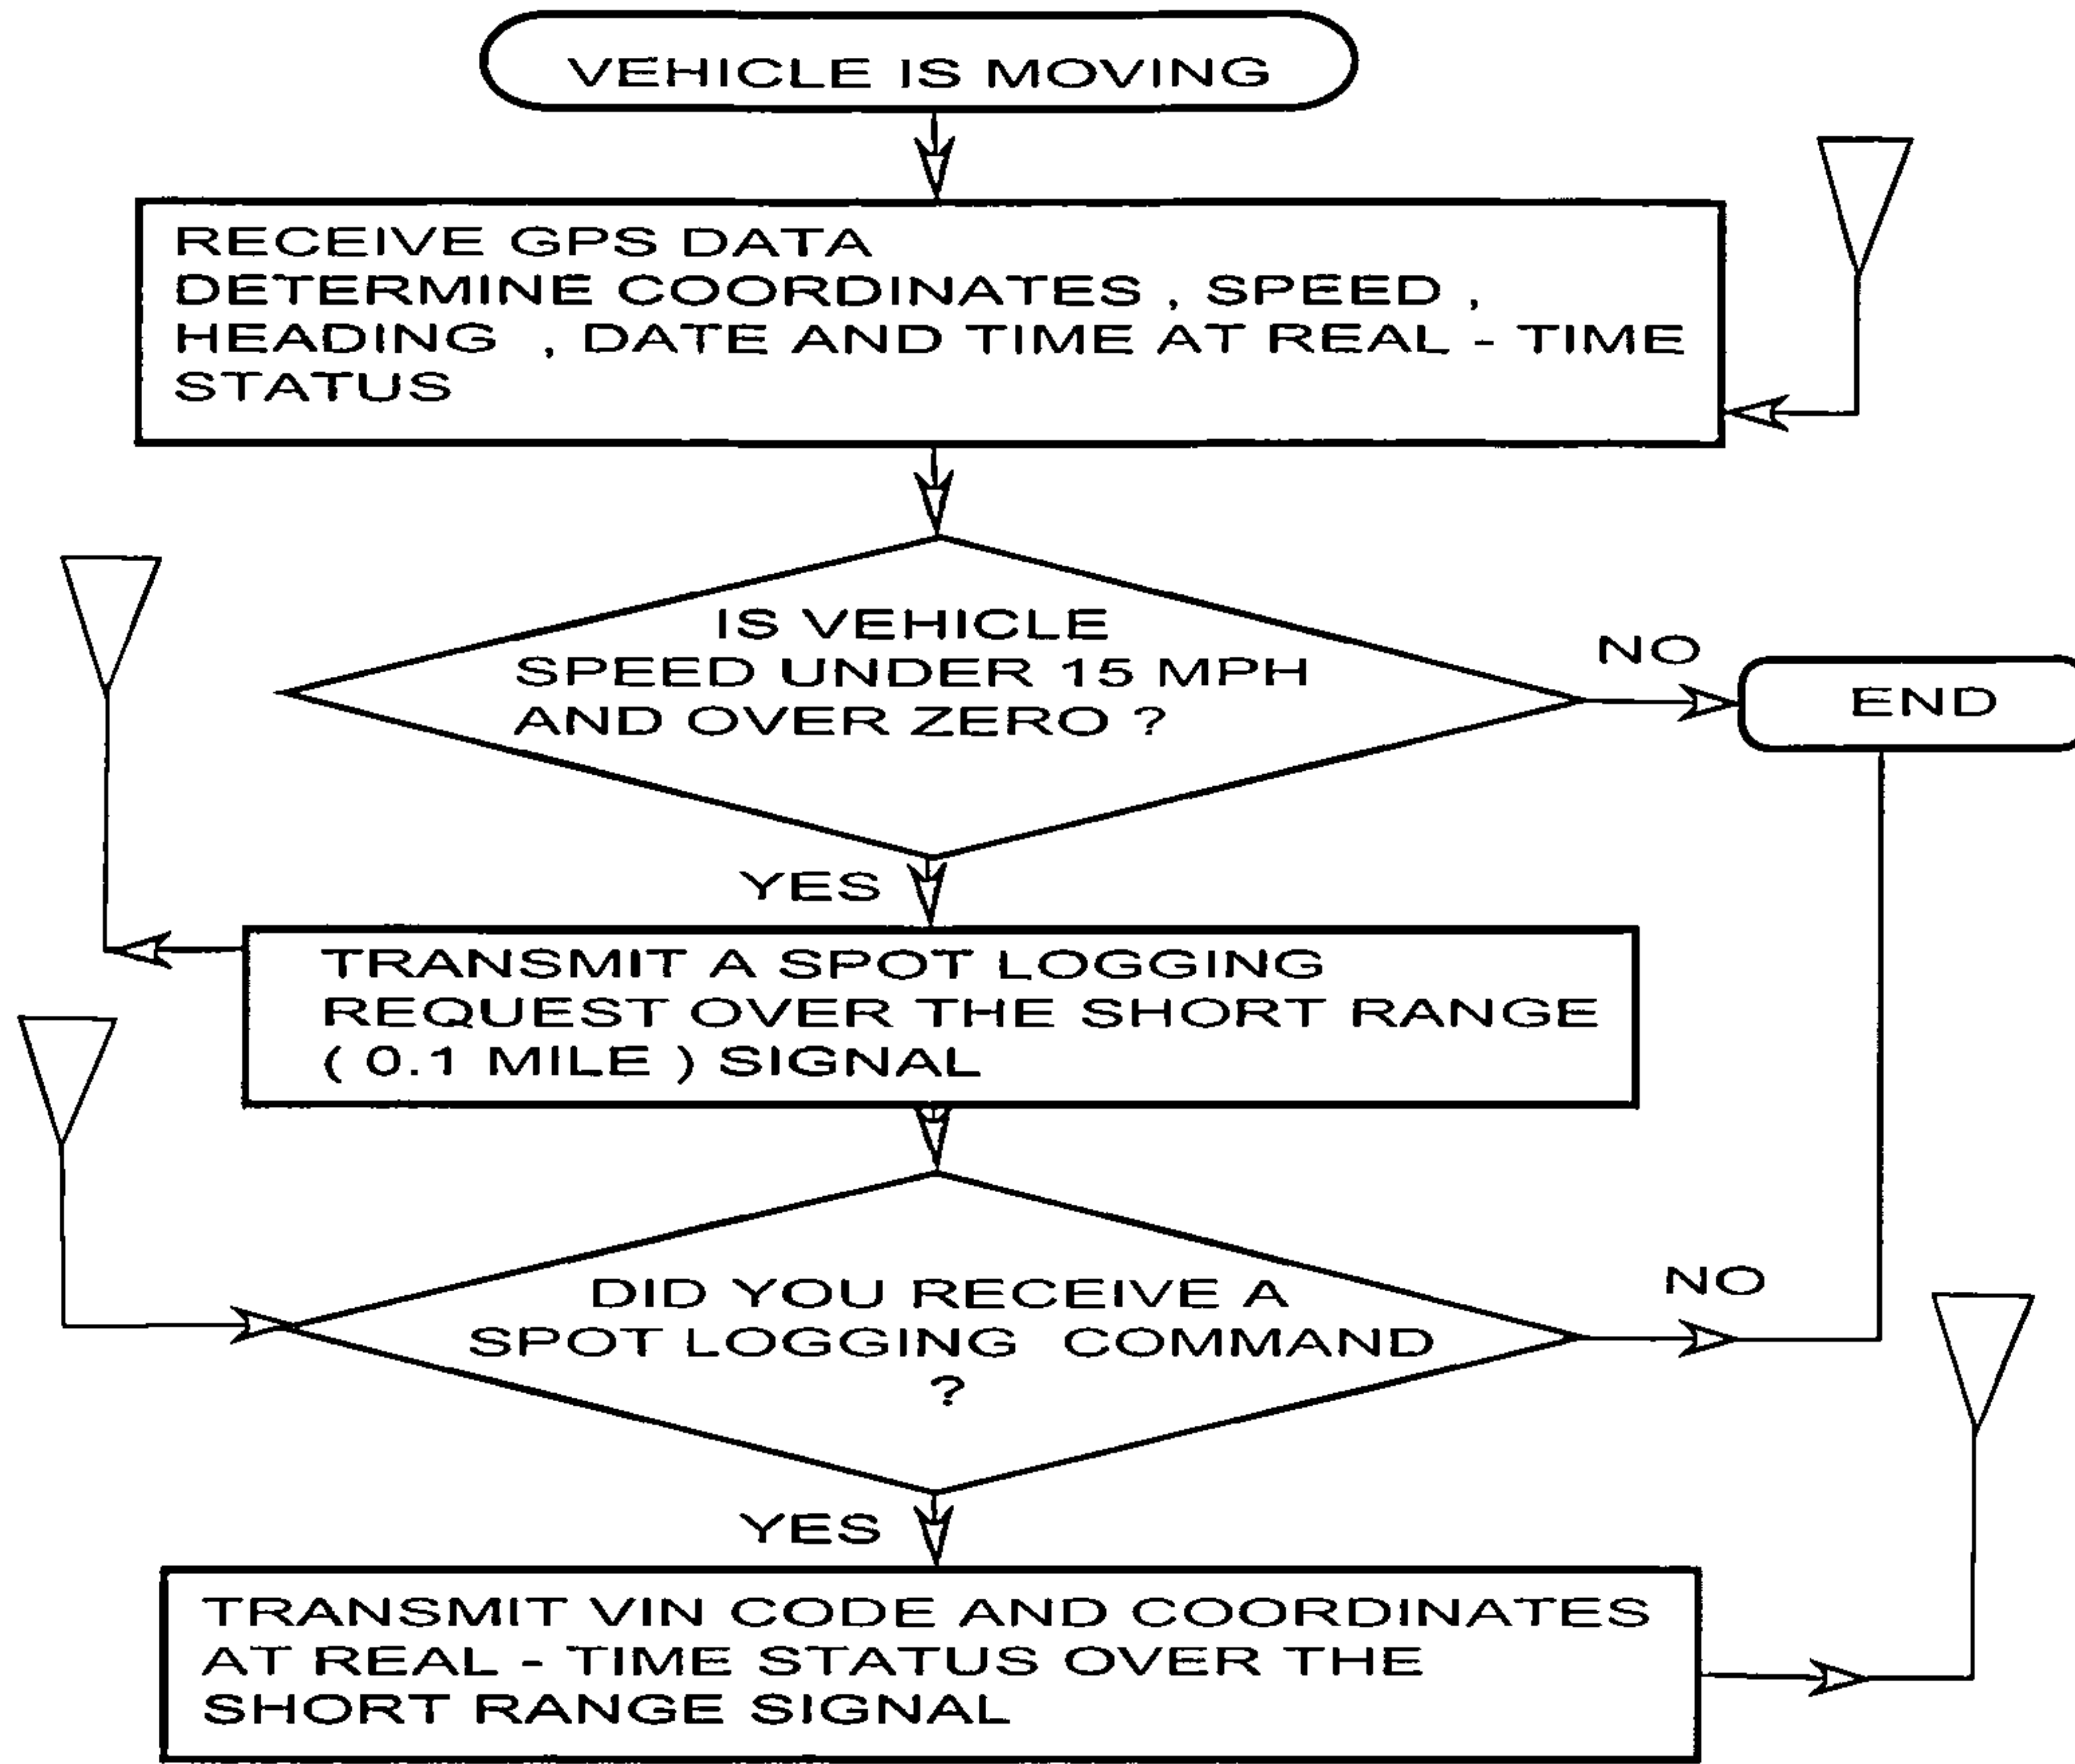 VEHICLE IS MOVING
RECEIVE GPS DATA
DETERMINE COORDINATES , SPEED ,
HEADING , DATE AND TIME AT REAL - TIME
STATUS
IS VEHICLE
SPEED UNDER 15 MPH
AND OVER ZERO ?
NO
END
YES
TRANSMIT A SPOT LOGGING
REQUEST OVER THE SHORT RANGE
( 0.1 MILE ) SIGNAL
DID YOU RECEIVE A
SPOT LOGGING COMMAND
?
NO
YES
TRANSMIT VIN CODE AND COORDINATES
AT REAL - TIME STATUS OVER THE
SHORT RANGE SIGNAL